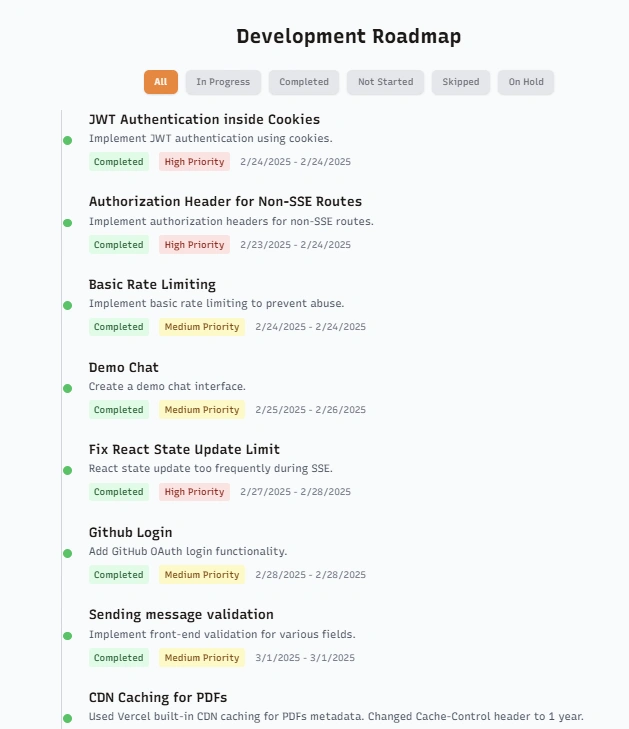 Development Roadmap
All In Progress Completed Not Started Skipped On Hold
JWT Authentication inside Cookies
Implement JWT authentication using cookies.
Completed High Priority 2/24/2025 - 2/24/2025
Authorization Header for Non-SSE Routes
Implement authorization headers for non-SSE routes.
Completed High Priority 2/23/2025 - 2/24/2025
Basic Rate Limiting
Implement basic rate limiting to prevent abuse.
Completed Medium Priority 2/24/2025 - 2/24/2025
Demo Chat
Create a demo chat interface.
Completed Medium Priority 2/25/2025 - 2/26/2025
Fix React State Update Limit
React state update too frequently during SSE.
Completed High Priority 2/27/2025 - 2/28/2025
Github Login
Add GitHub OAuth login functionality.
Completed Medium Priority 2/28/2025 - 2/28/2025
Sending message validation
Implement front-end validation for various fields.
Completed Medium Priority 3/1/2025 - 3/1/2025
CDN Caching for PDFs
Used Vercel built-in CDN caching for PDFs metadata. Changed Cache-Control header to 1 year.